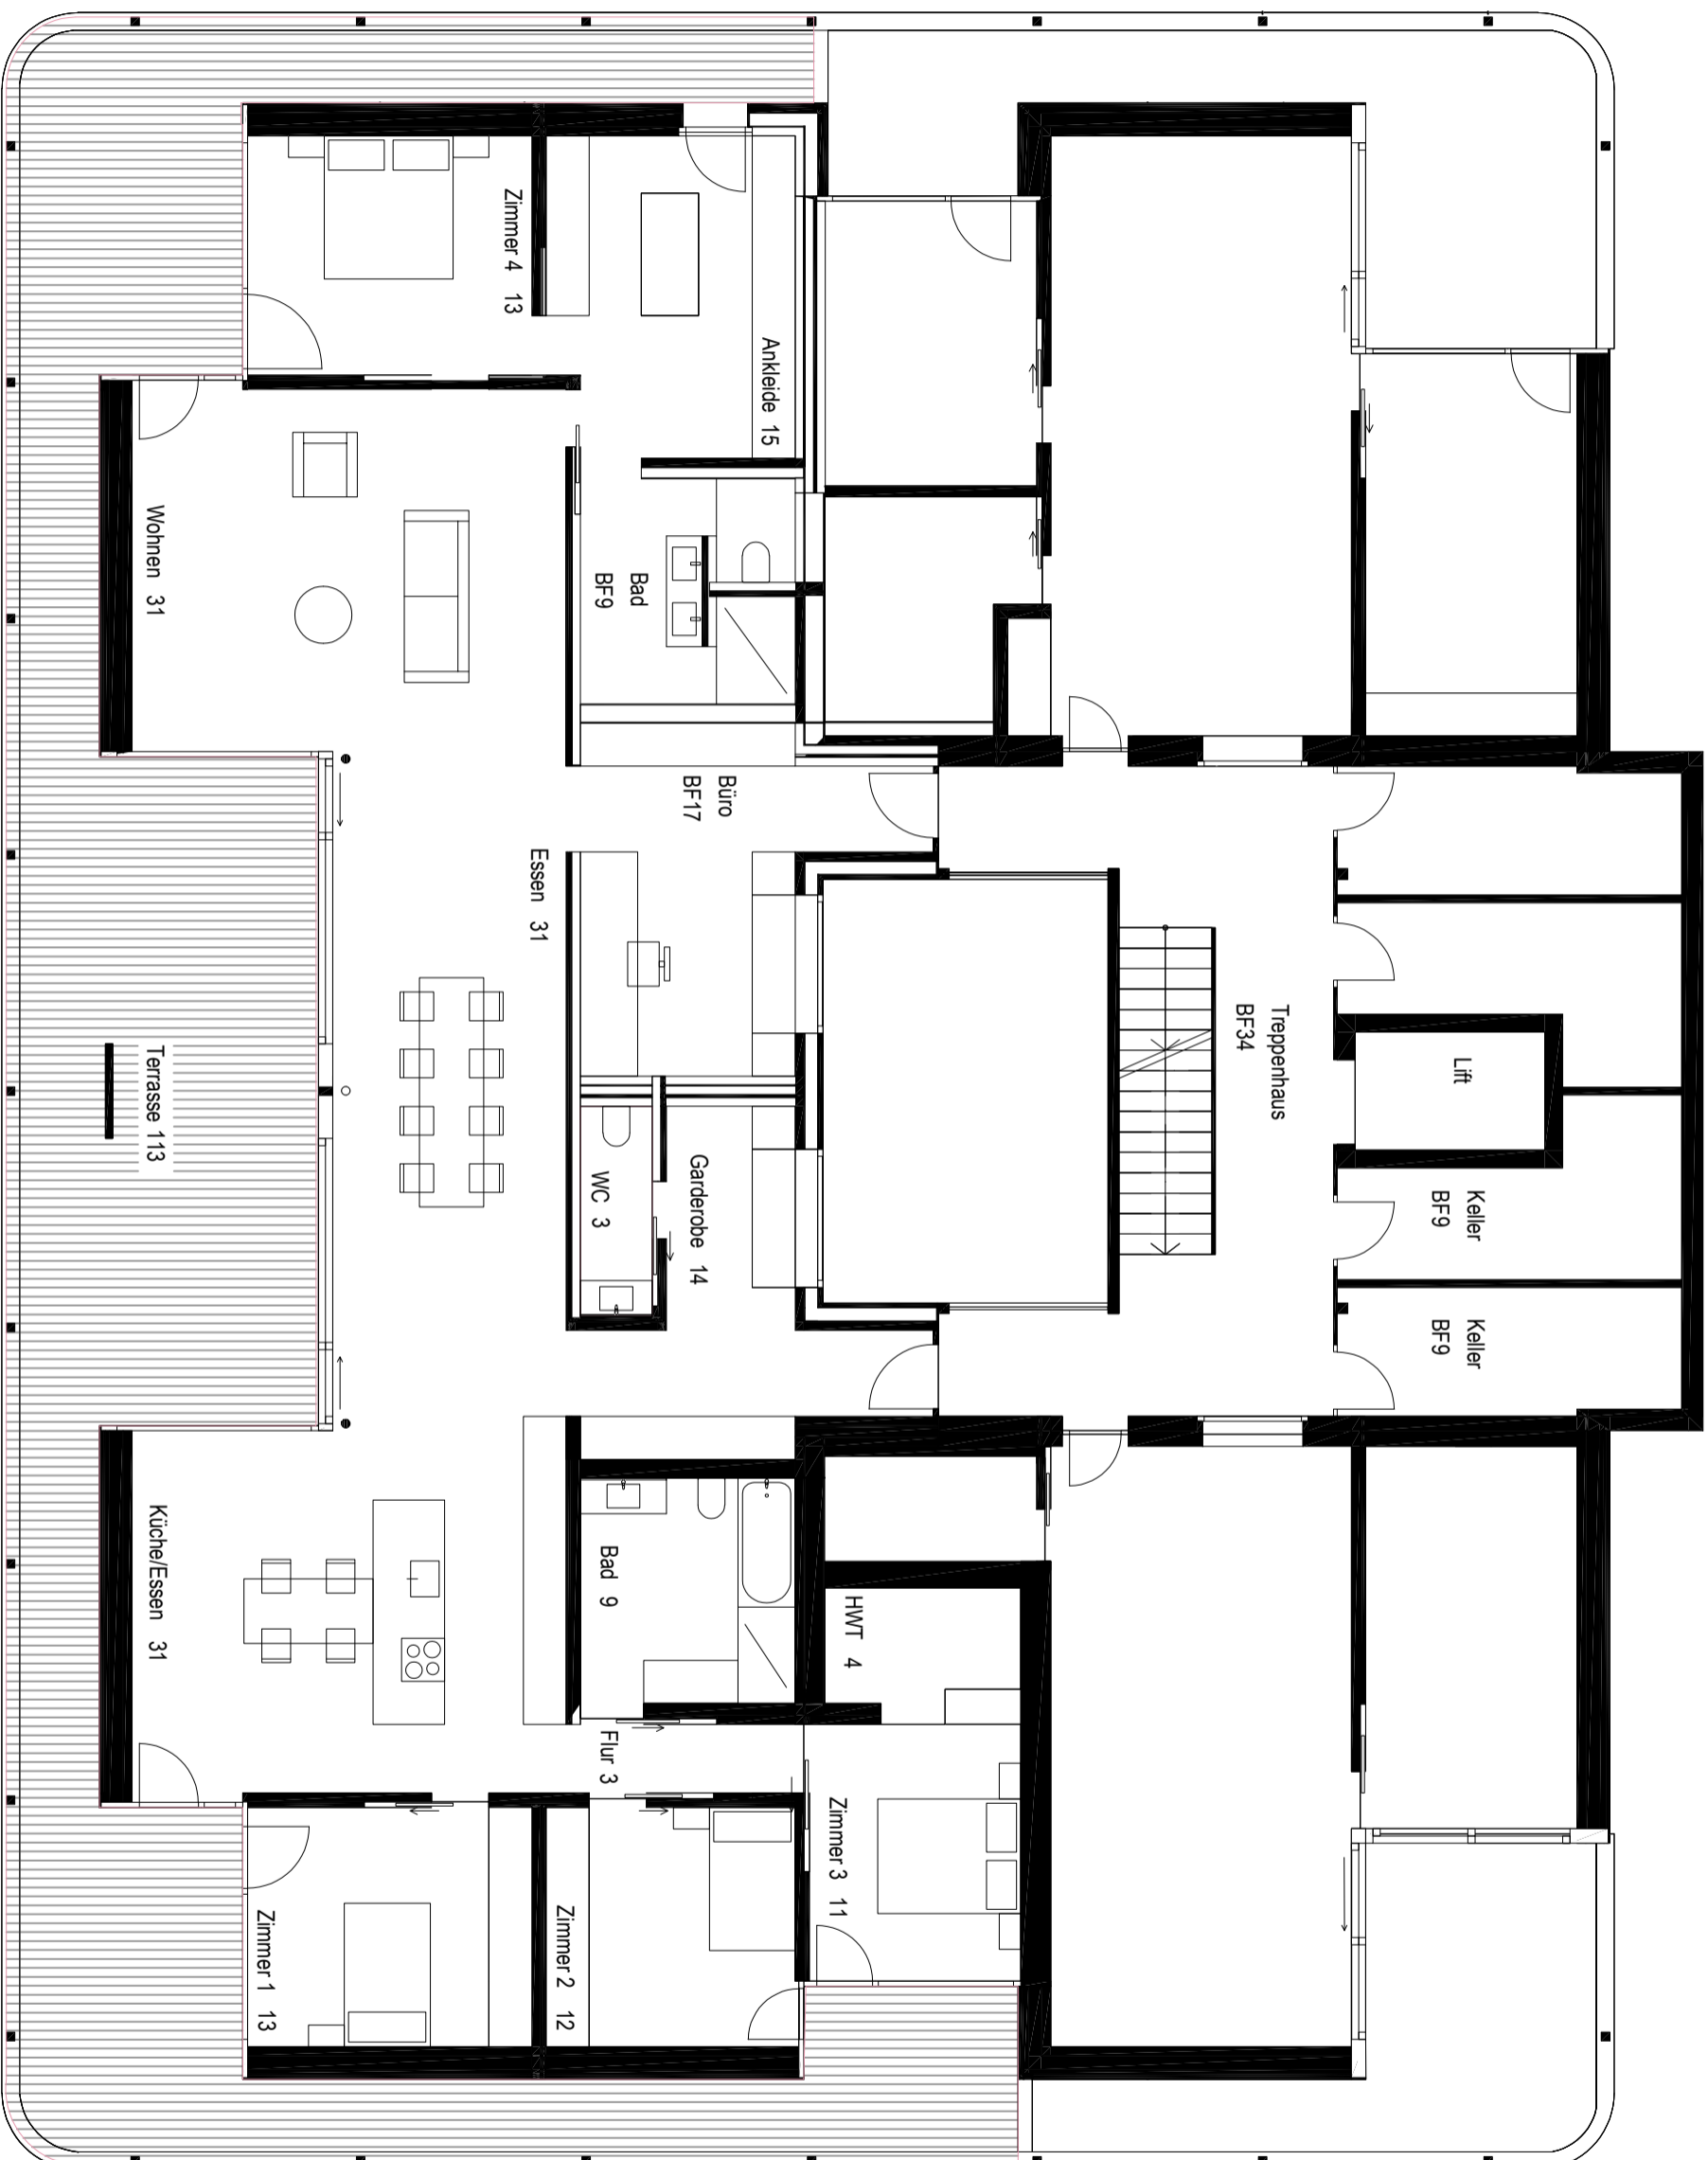 Zimmer 4 13
Ankleide 15
Wohnen 31
Bad
BF9
Büro
BF17
Essen 31
Treppenhaus
BF34
Lift
Keller
BF9
Keller
BF9
Terrasse 113
WC 3
Garderobe 14
Küche/Essen 31
Bad 9
HWT 4
Flur 3
Zimmer 3 11
Zimmer 2 12
Zimmer 1 13